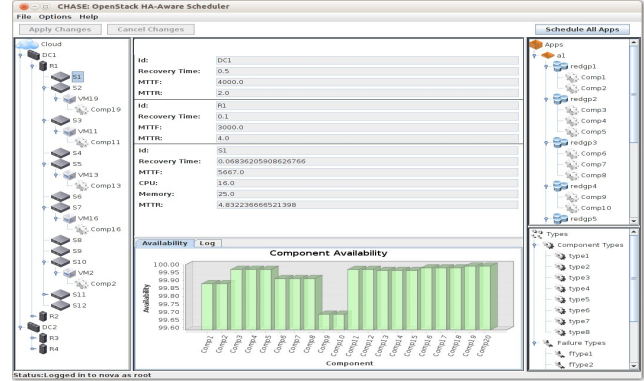 CHASE: OpenStack HA-Aware Scheduler
File Options Help
Apply Changes
Cancel Changes
Schedule All Apps
Cloud
DC1
R1
S1
S2
VM19
Comp19
S3
VM11
Comp11
S4
S5
VM13
Comp13
S6
S7
VM16
Comp16
S8
S9
S10
VM2
Comp2
S11
S12
R2
DC2
R3
R4
Id: DC1
Recovery Time: 0.5
MTTF: 4000.0
MTTR: 2.0
Id: R1
Recovery Time: 0.1
MTTF: 3000.0
MTTR: 4.0
Id: S1
Recovery Time: 0.06836205908626766
MTTF: 5667.0
CPU: 16.0
Memory: 25.0
MTTR: 4.832236666521398
Availability Log
Component Availability
Availability
100.00
99.95
99.90
99.85
99.80
99.75
99.70
99.65
99.60
Comp1 Comp2 Comp3 Comp4 Comp5 Comp6 Comp7 Comp8 Comp9 Comp10 Comp11 Comp12 Comp13 Comp14 Comp15 Comp16 Comp17 Comp18 Comp19 Comp20
Component
Apps
a1
redgp1
Comp1
Comp2
redgp2
Comp3
Comp4
Comp5
redgp3
Comp6
Comp7
Comp8
redgp4
Comp9
Comp10
redgp5
Types
Component Types
type1
type2
type3
type4
type5
type6
type7
type8
Failure Types
ftype1
ftype2
Status:Logged in to nova as root